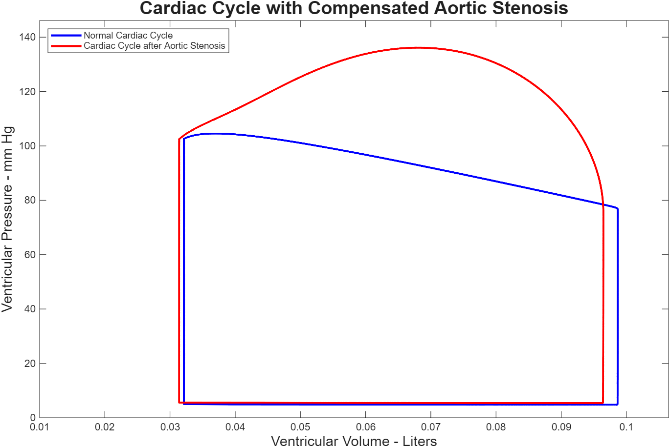 Cardiac Cycle with Compensated Aortic Stenosis
Normal Cardiac Cycle
Cardiac Cycle after Aortic Stenosis
Ventricular Pressure - mm Hg
140
120
100
80
60
40
20
0
0.01 0.02 0.03 0.04 0.05 0.06 0.07 0.08 0.09 0.1
Ventricular Volume - Liters